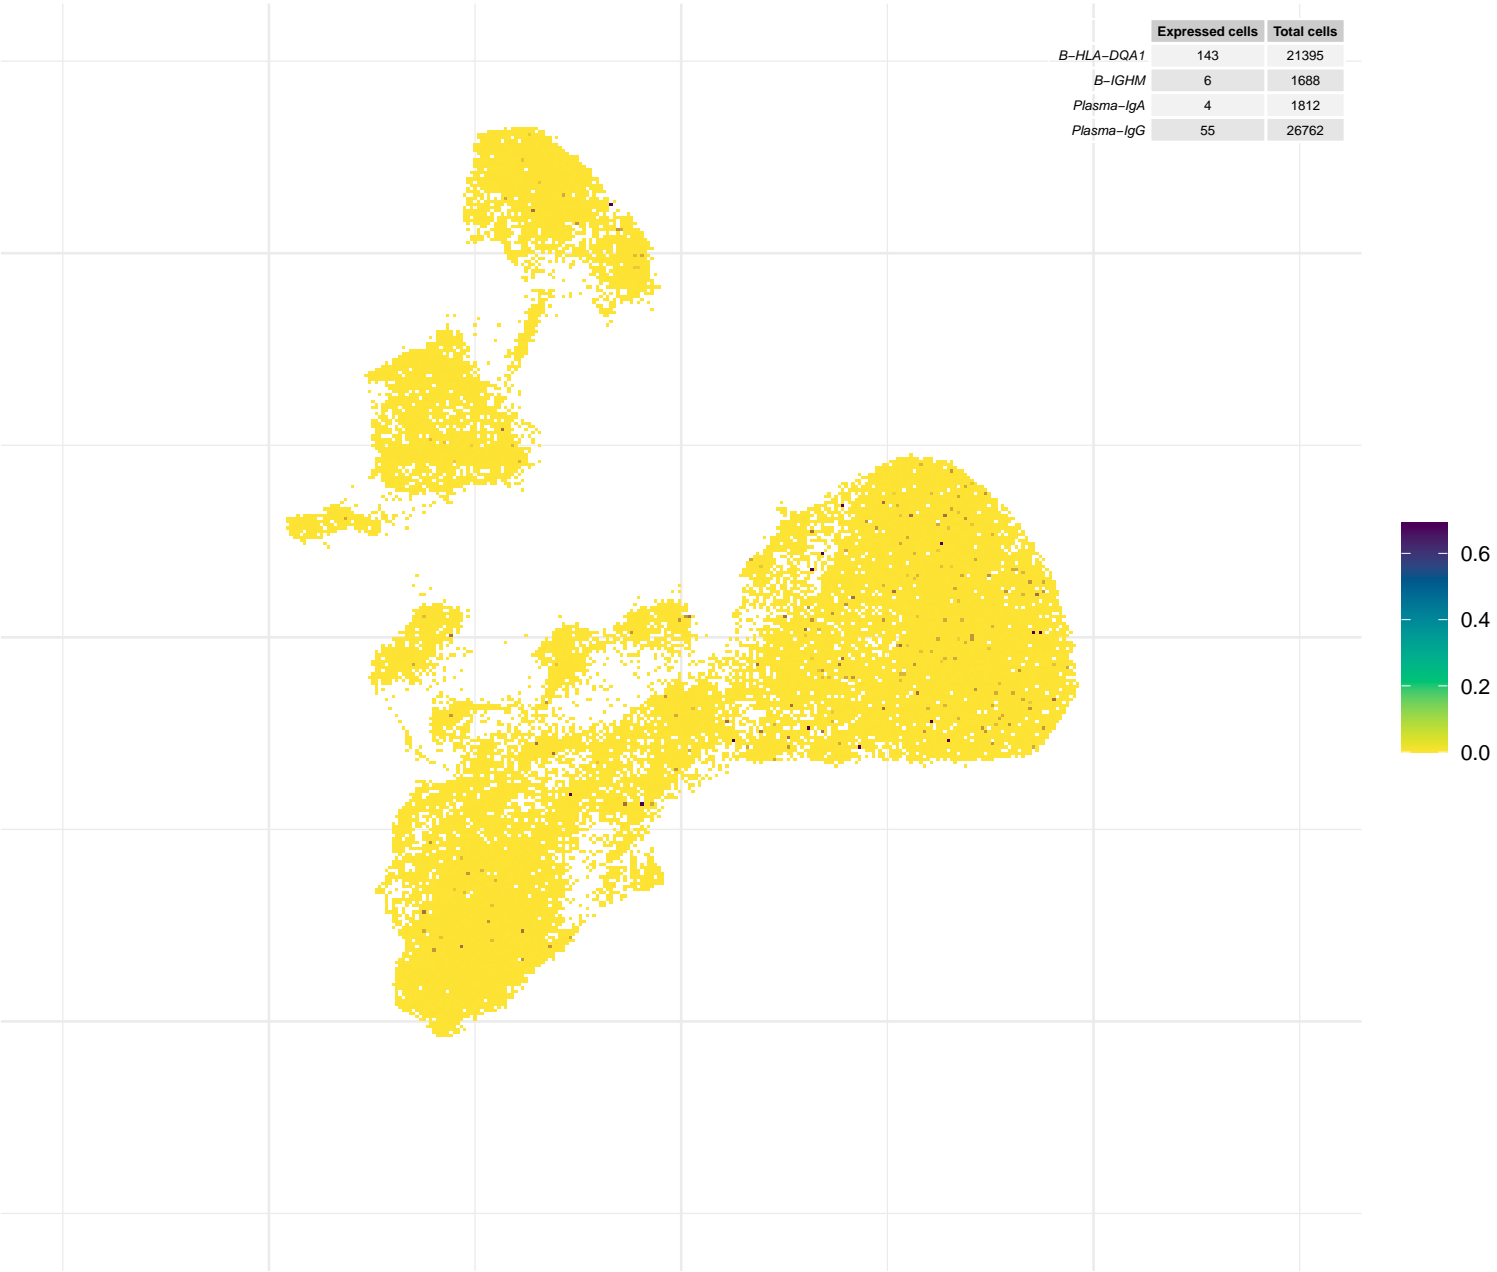 Expressed cells Total cells
B–HLA–DQA1 143 21395
B–IGHM 6 1688
Plasma–IgA 4 1812
Plasma–IgG 55 26762
0.6
0.4
0.2
0.0